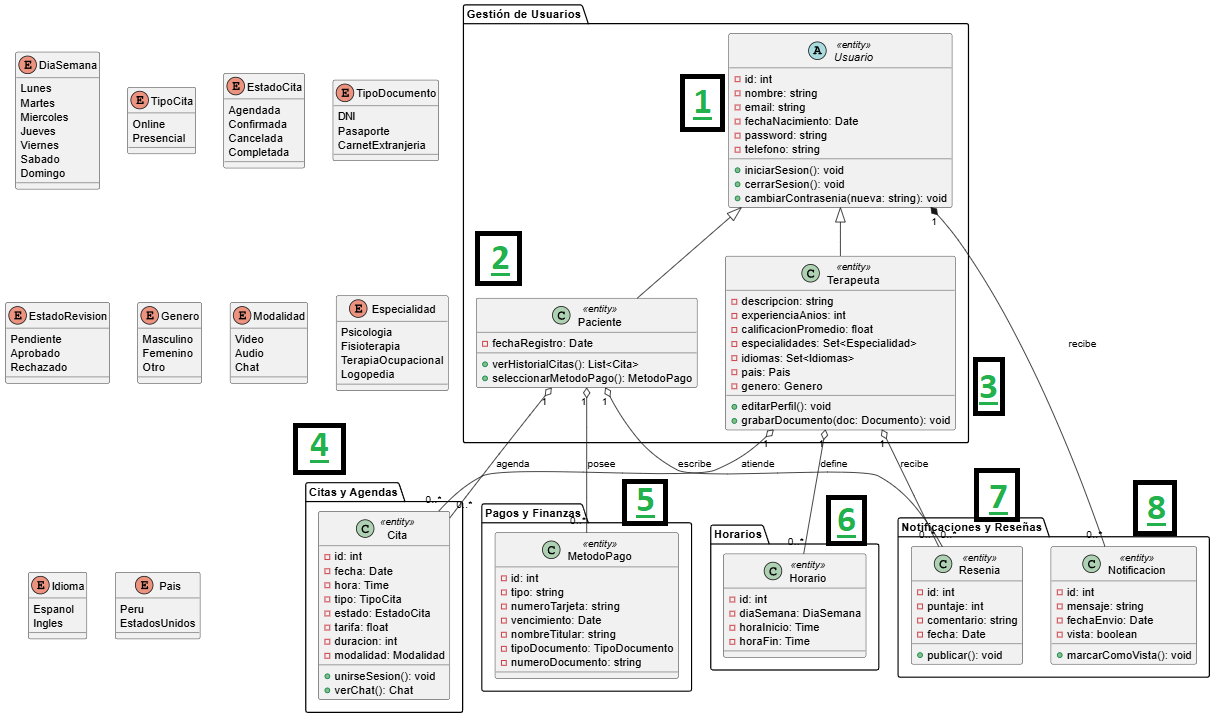 Gestión de Usuarios
«entity»
A
Usuario
id: int
nombre: string
email: string
fechaNacimiento: Date
password: string
telefono: string
iniciarSesion(): void
cerrarSesion(): void
cambiarContrasenia(nueva: string): void
1
1
E DiaSemana
Lunes
Martes
Miercoles
Jueves
Viernes
Sabado
Domingo
E TipoCita
Online
Presencial
E EstadoCita
Agendada
Confirmada
Cancelada
Completada
E TipoDocumento
DNI
Pasaporte
CarnetExtranjeria
2
«entity»
C
Paciente
fechaRegistro: Date
verHistorialCitas(): List<Cita>
seleccionarMetodoPago(): MetodoPago
1
1
1
«entity»
C
Terapeuta
descripcion: string
experienciaAnios: int
calificacionPromedio: float
especialidades: Set<Especialidad>
idiomas: Set<Idiomas>
pais: Pais
genero: Genero
editarPerfil(): void
grabarDocumento(doc: Documento): void
1
1
1
3
recibe
E EstadoRevision
Pendiente
Aprobado
Rechazado
E Genero
Masculino
Femenino
Otro
E Modalidad
Video
Audio
Chat
E Especialidad
Psicologia
Fisioterapia
TerapiaOcupacional
Logopedia
agenda
posee
escribe
atiende
define
recibe
4
Citas y Agendas
0..*
0..*
«entity»
C
Cita
id: int
fecha: Date
hora: Time
tipo: TipoCita
estado: EstadoCita
tarifa: float
duracion: int
modalidad: Modalidad
unirseSesion(): void
verChat(): Chat
5
Pagos y Finanzas
0..*
«entity»
C
MetodoPago
id: int
tipo: string
numeroTarjeta: string
vencimiento: Date
nombreTitular: string
tipoDocumento: TipoDocumento
numeroDocumento: string
6
Horarios
0..*
«entity»
C
Horario
id: int
diaSemana: DiaSemana
horaInicio: Time
horaFin: Time
7
8
Notificaciones y Reseñas
0..*
0..*
0..*
«entity»
C
Resenia
id: int
puntaje: int
comentario: string
fecha: Date
publicar(): void
«entity»
C
Notificacion
id: int
mensaje: string
fechaEnvio: Date
vista: boolean
marcarComoVista(): void
E Idioma
Espanol
Ingles
E Pais
Peru
EstadosUnidos